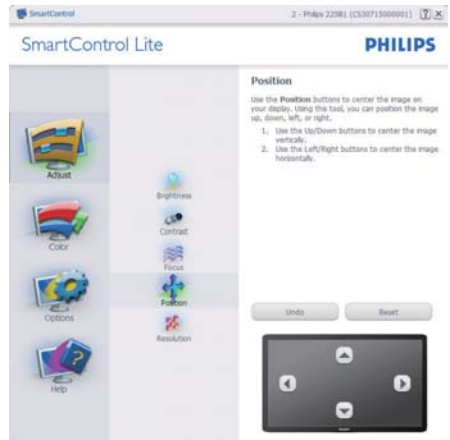 SmartControl
2 - Philips 225B1 (CS30715000001)
SmartControl Lite
PHILIPS
Adjust
Color
Options
Help
Brightness
Contrast
Focus
Position
Resolution
Position
Use the Position buttons to center the image on
your display. Using this tool, you can position the image
up, down, left, or right.
1. Use the Up/Down buttons to center the image
vertically.
2. Use the Left/Right buttons to center the image
horizontally.
Undo
Reset